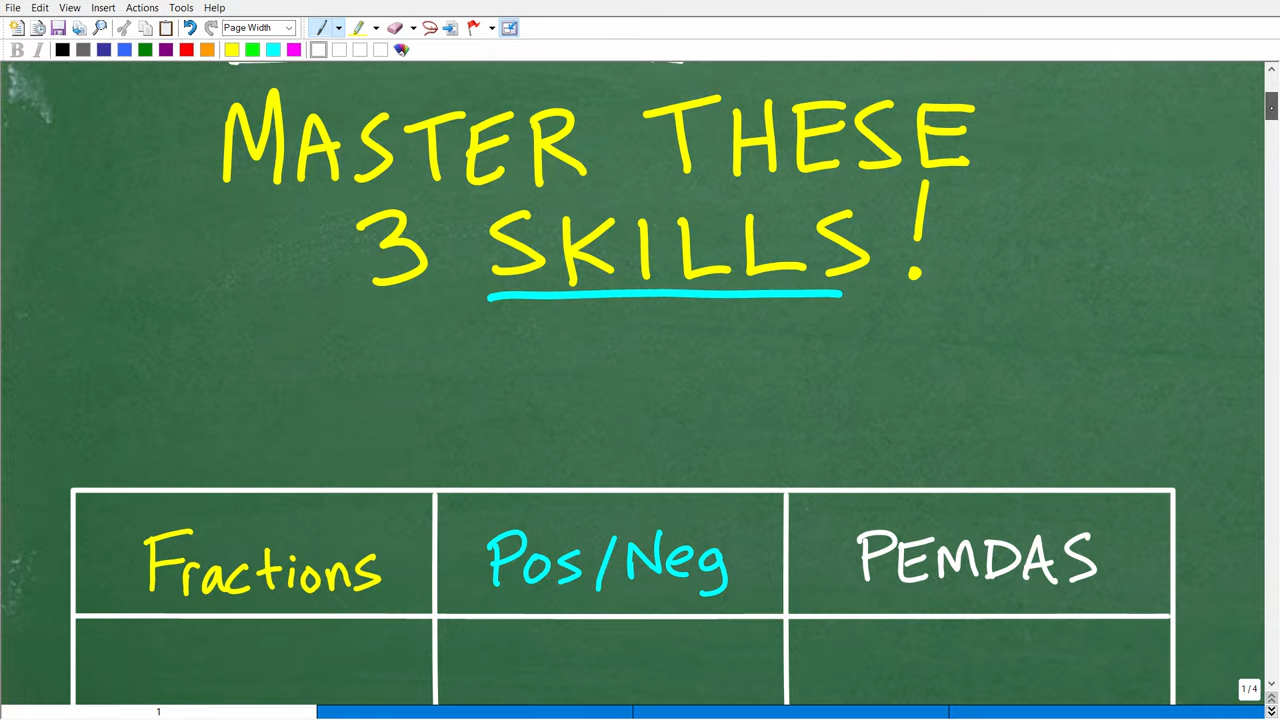 File Edit View Insert Actions Tools Help
Page Width
B I
MASTER THESE
3 SKILLS!
Fractions Pos/Neg PEMDAS
1 / 4
1